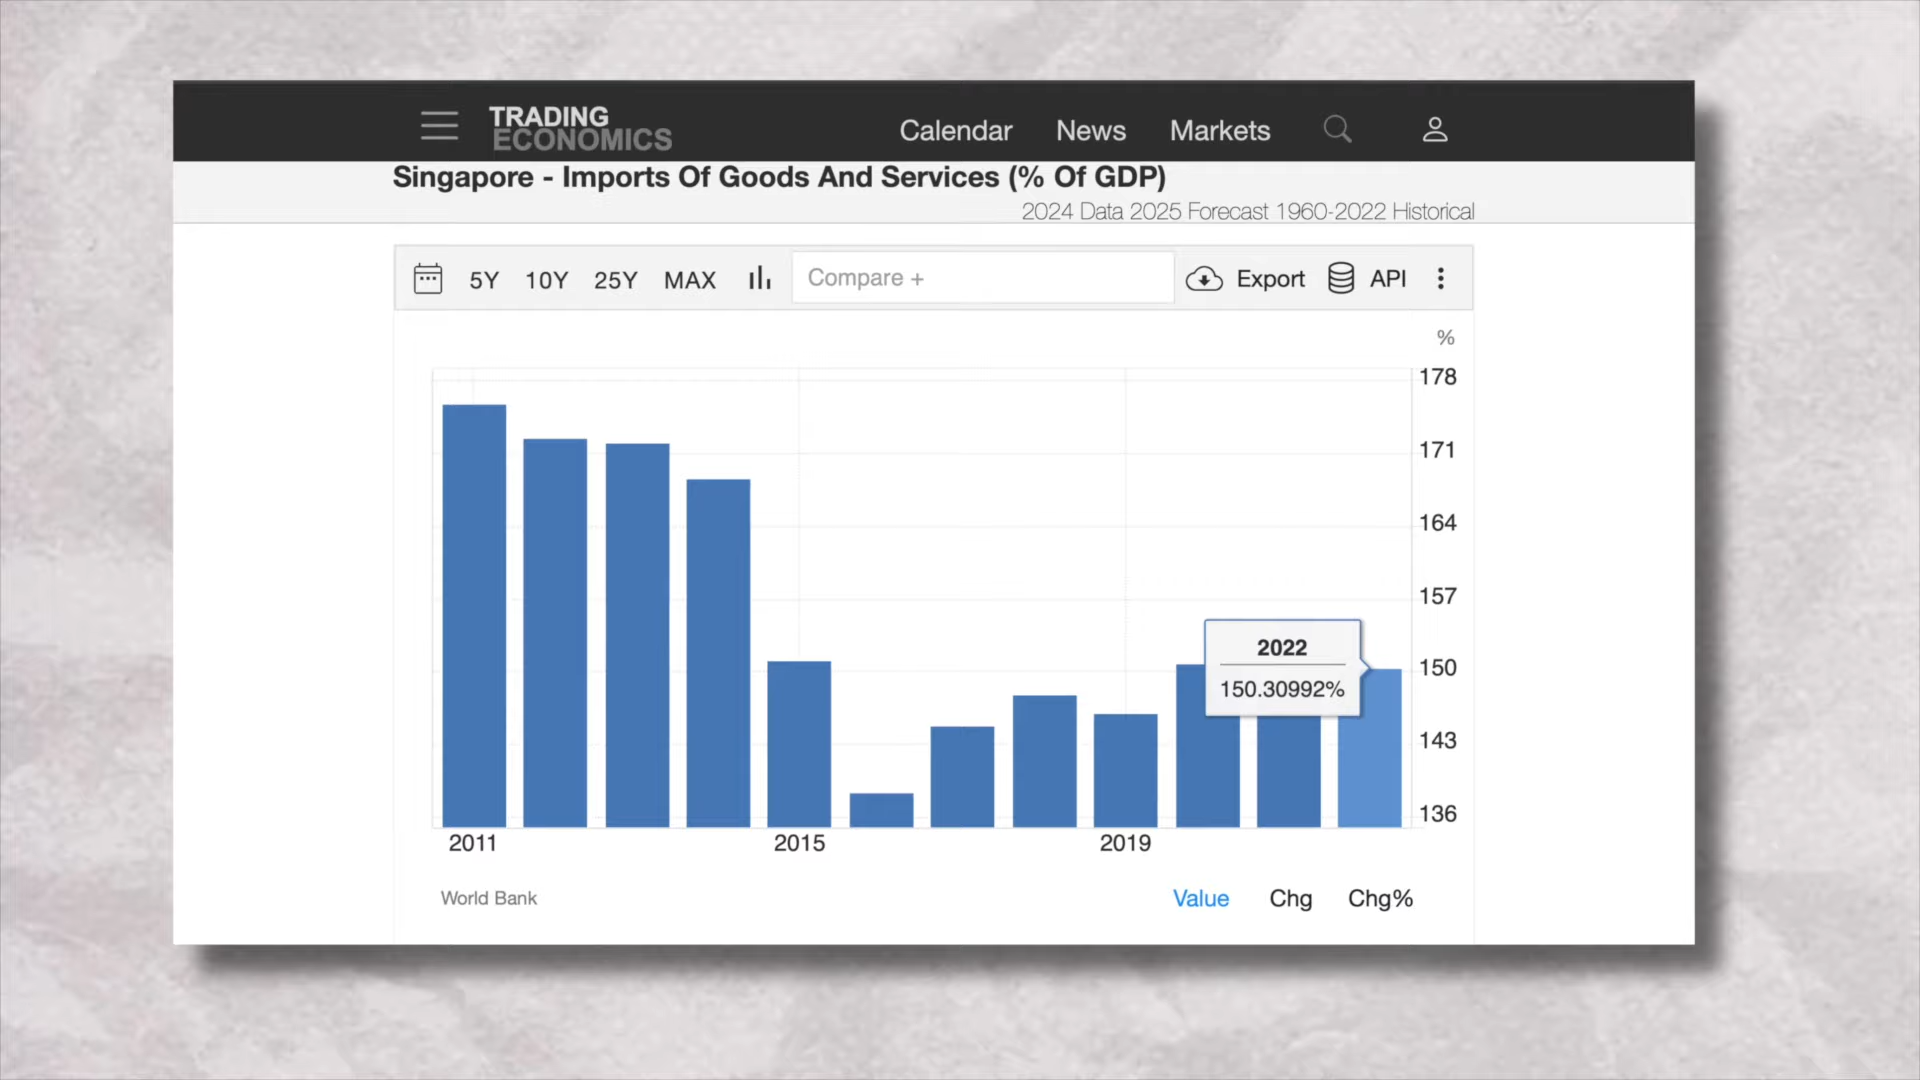 TRADING
ECONOMICS
Calendar News Markets
Singapore - Imports Of Goods And Services (% Of GDP)
2024 Data 2025 Forecast 1960-2022 Historical
5Y 10Y 25Y MAX Compare + Export API
%
178
171
164
157
150
143
136
2022
150.30992%
2011 2015 2019
World Bank Value Chg Chg%